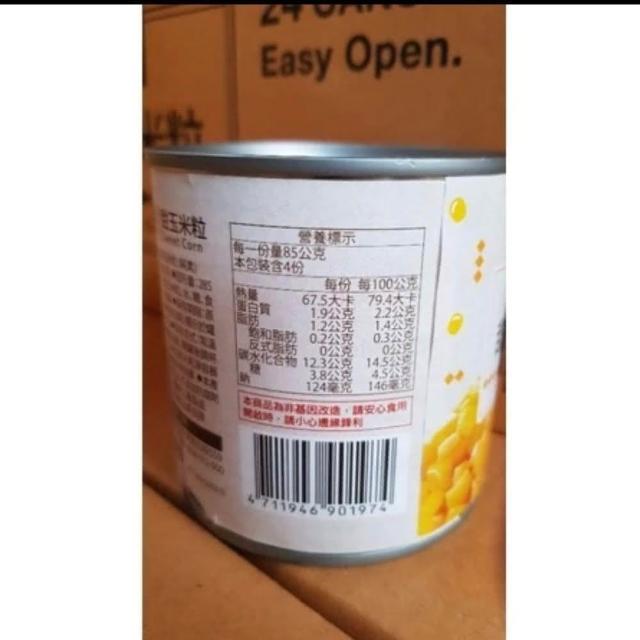 24 CANS
Easy Open.
米粒
玉米粒
Sweet Corn
營養標示
每一份量85公克
本包裝含4份
每份 每100公克
熱量 67.5大卡 79.4大卡
蛋白質 1.9公克 2.2公克
脂肪 1.2公克 1.4公克
飽和脂肪 0.2公克 0.3公克
反式脂肪 0公克 0公克
碳水化合物 12.3公克 14.5公克
糖 3.8公克 4.5公克
鈉 124毫克 146毫克
本商品為非基因改造，請安心食用
開啟時，請小心邊緣鋒利
4 711946 901974